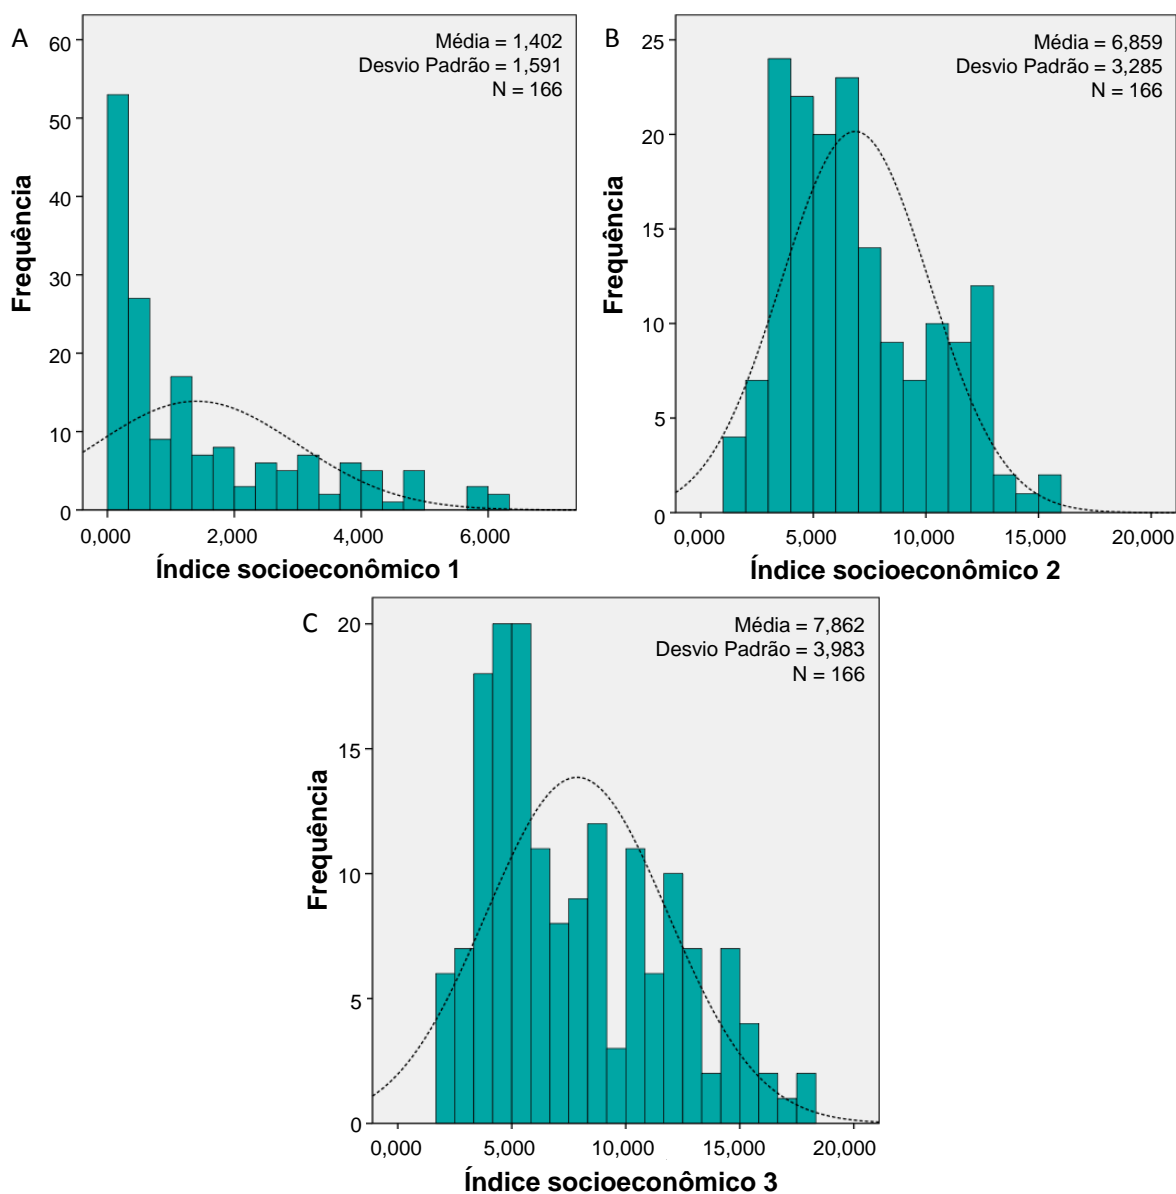 A
Média = 1,402
Desvio Padrão = 1,591
N = 166
Frequência
60
50
40
30
20
10
0
0,000 2,000 4,000 6,000
Índice socioeconômico 1
B
Média = 6,859
Desvio Padrão = 3,285
N = 166
Frequência
25
20
15
10
5
0
0,000 5,000 10,000 15,000 20,000
Índice socioeconômico 2
C
Média = 7,862
Desvio Padrão = 3,983
N = 166
Frequência
20
15
10
5
0
0,000 5,000 10,000 15,000 20,000
Índice socioeconômico 3